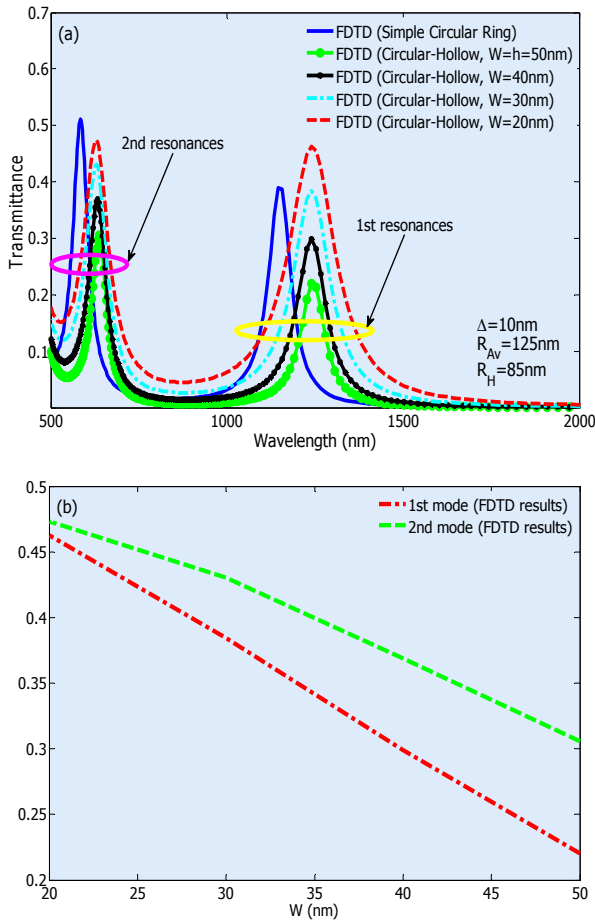 (a)
FDTD (Simple Circular Ring)
FDTD (Circular-Hollow, W=h=50nm)
FDTD (Circular-Hollow, W=40nm)
FDTD (Circular-Hollow, W=30nm)
FDTD (Circular-Hollow, W=20nm)
2nd resonances
1st resonances
Δ=10nm
R_Av=125nm
R_H=85nm
Transmittance
0.7
0.6
0.5
0.4
0.3
0.2
0.1
500 1000 1500 2000
Wavelength (nm)
(b)
1st mode (FDTD results)
2nd mode (FDTD results)
0.5
0.45
0.4
0.35
0.3
0.25
0.2
20 25 30 35 40 45 50
W (nm)